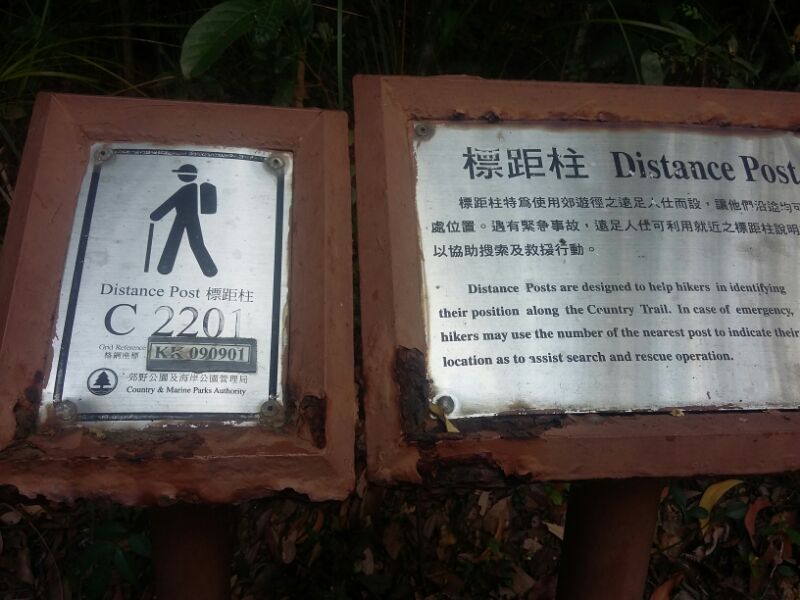 Distance Post 標距柱
C 2201
Grid Reference
格網座標
KK 090901
郊野公園及海岸公園管理局
Country & Marine Parks Authority
標距柱 Distance Post
標距柱特為使用郊遊徑之遠足人仕而設，讓他們沿途均可
處位置。遇有緊急事故，遠足人仕可利用就近之標距柱說明
以協助搜索及救援行動。
Distance Posts are designed to help hikers in identifying
their position along the Country Trail. In case of emergency,
hikers may use the number of the nearest post to indicate their
location as to assist search and rescue operation.